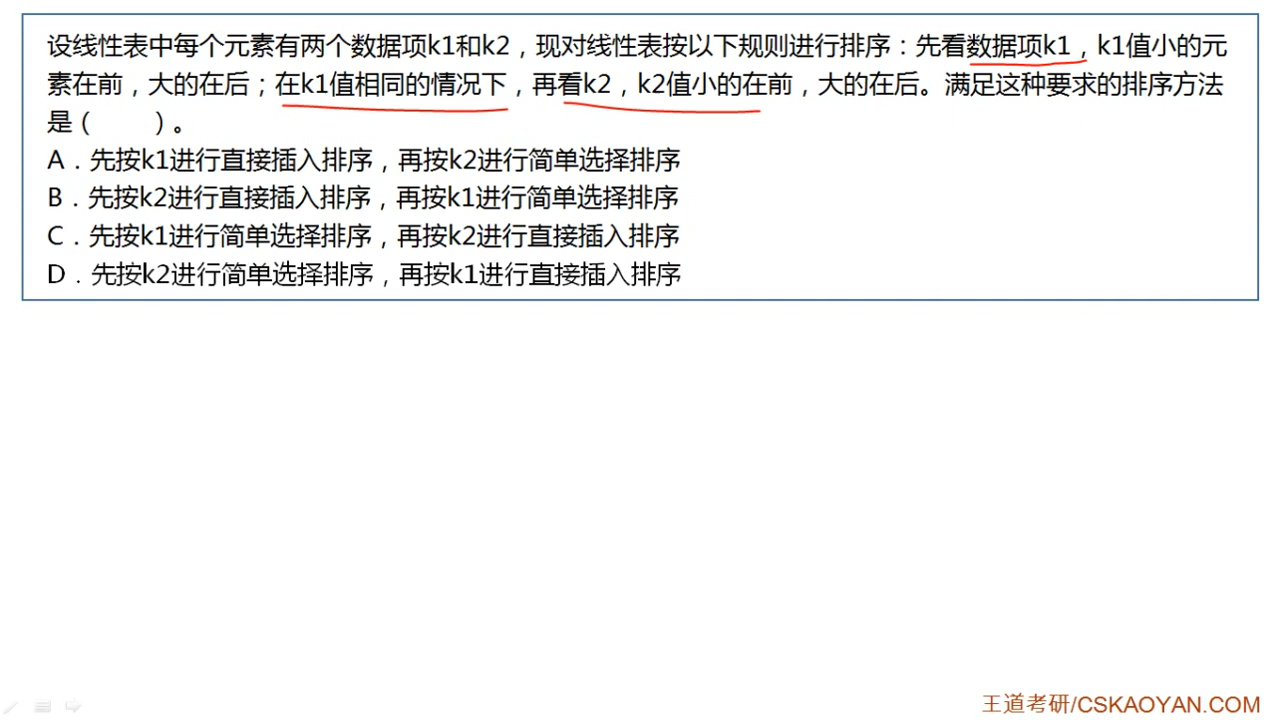 设线性表中每个元素有两个数据项k1和k2，现对线性表按以下规则进行排序：先看数据项k1，k1值小的元
素在前，大的在后；在k1值相同的情况下，再看k2，k2值小的在前，大的在后。满足这种要求的排序方法
是（　　）。
A．先按k1进行直接插入排序，再按k2进行简单选择排序
B．先按k2进行直接插入排序，再按k1进行简单选择排序
C．先按k1进行简单选择排序，再按k2进行直接插入排序
D．先按k2进行简单选择排序，再按k1进行直接插入排序
王道考研/CSKAOYAN.COM